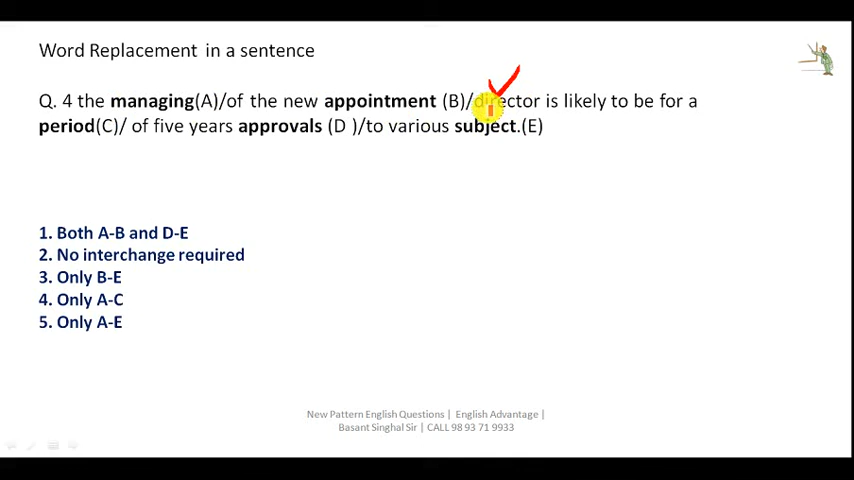 Word Replacement in a sentence
Q. 4 the managing(A)/of the new appointment (B)/director is likely to be for a
period(C)/ of five years approvals (D )/to various subject.(E)
1. Both A-B and D-E
2. No interchange required
3. Only B-E
4. Only A-C
5. Only A-E
New Pattern English Questions | English Advantage |
Basant Singhal Sir | CALL 98 93 71 9933